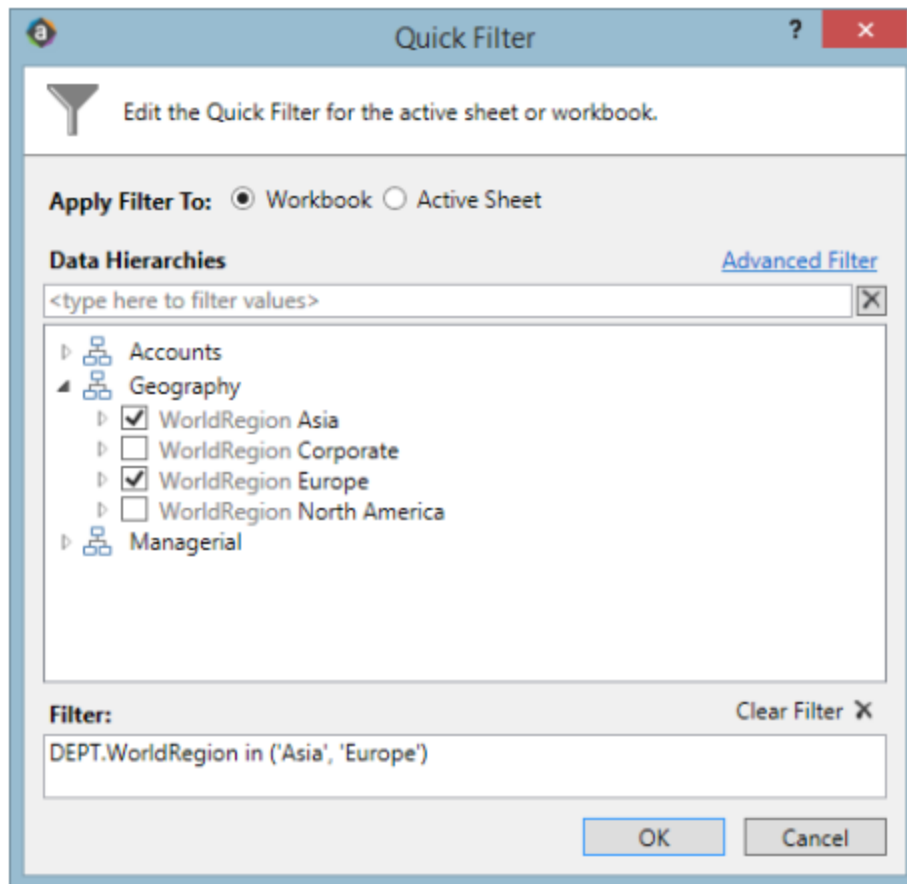 a
Quick Filter
?
Edit the Quick Filter for the active sheet or workbook.
Apply Filter To: Workbook Active Sheet
Data Hierarchies Advanced Filter
<type here to filter values>
Accounts
Geography
WorldRegion Asia
WorldRegion Corporate
WorldRegion Europe
WorldRegion North America
Managerial
Filter: Clear Filter
DEPT.WorldRegion in ('Asia', 'Europe')
OK Cancel